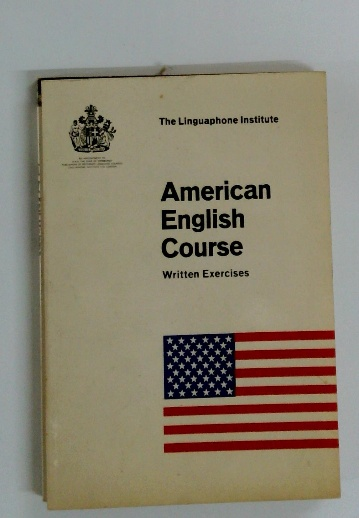 The Linguaphone Institute
American
English
Course
Written Exercises